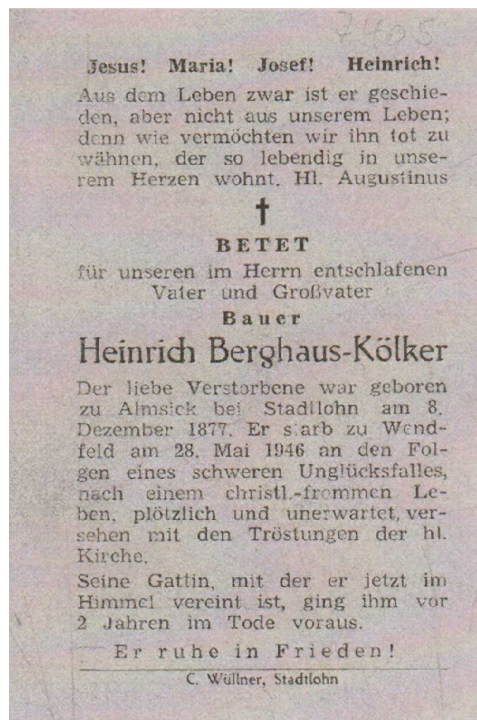 7405
Jesus! Maria! Josef! Heinrich!
Aus dem Leben zwar ist er geschie-
den, aber nicht aus unserem Leben;
denn wie vermöchten wir ihn tot zu
wähnen, der so lebendig in unse-
rem Herzen wohnt. Hl. Augustinus
✝
BETET
für unseren im Herrn entschlafenen
Vater und Großvater
Bauer
Heinrich Berghaus-Kölker
Der liebe Verstorbene war geboren
zu Almsick bei Stadtlohn am 8.
Dezember 1877. Er starb zu Wend-
feld am 28. Mai 1946 an den Fol-
gen eines schweren Unglücksfalles,
nach einem christl.-frommen Le-
ben, plötzlich und unerwartet, ver-
sehen mit den Tröstungen der hl.
Kirche.
Seine Gattin, mit der er jetzt im
Himmel vereint ist, ging ihm vor
2 Jahren im Tode voraus.
Er ruhe in Frieden!
C. Wüllner, Stadtlohn